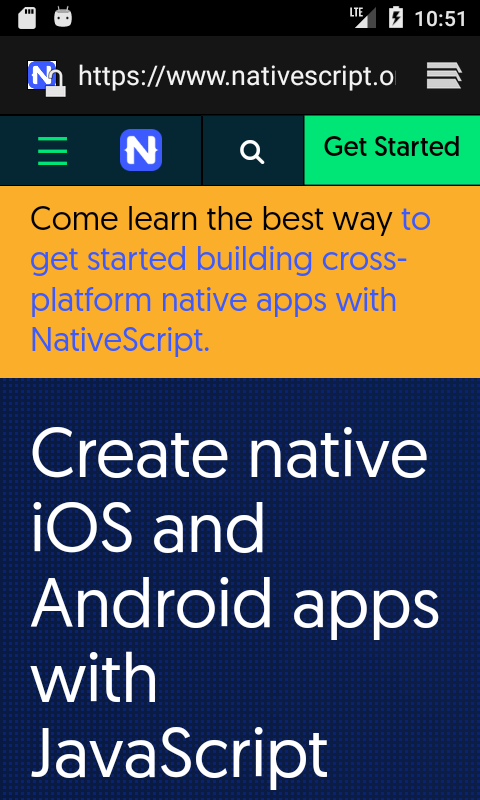 LTE 10:51
https://www.nativescript.o
Get Started
Come learn the best way to
get started building cross-
platform native apps with
NativeScript.
Create native
iOS and
Android apps
with
JavaScript